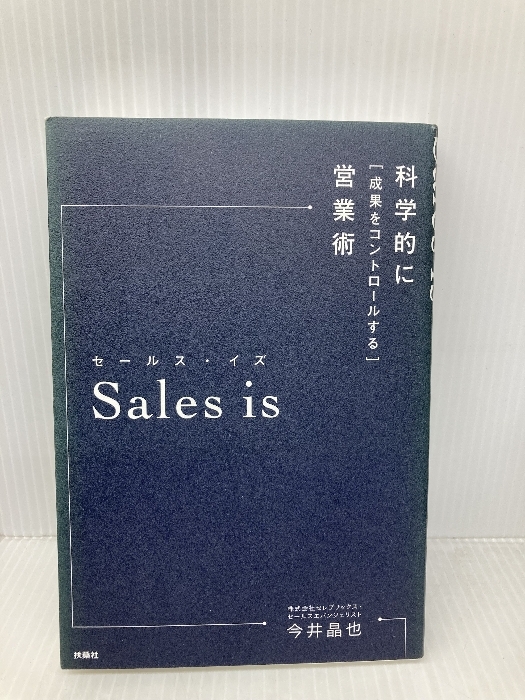 科学的に
[成果をコントロールする]
営業術
セールス・イズ
Sales is
株式会社セレブリックス・
セールスエバンジェリスト
今井晶也
扶桑社